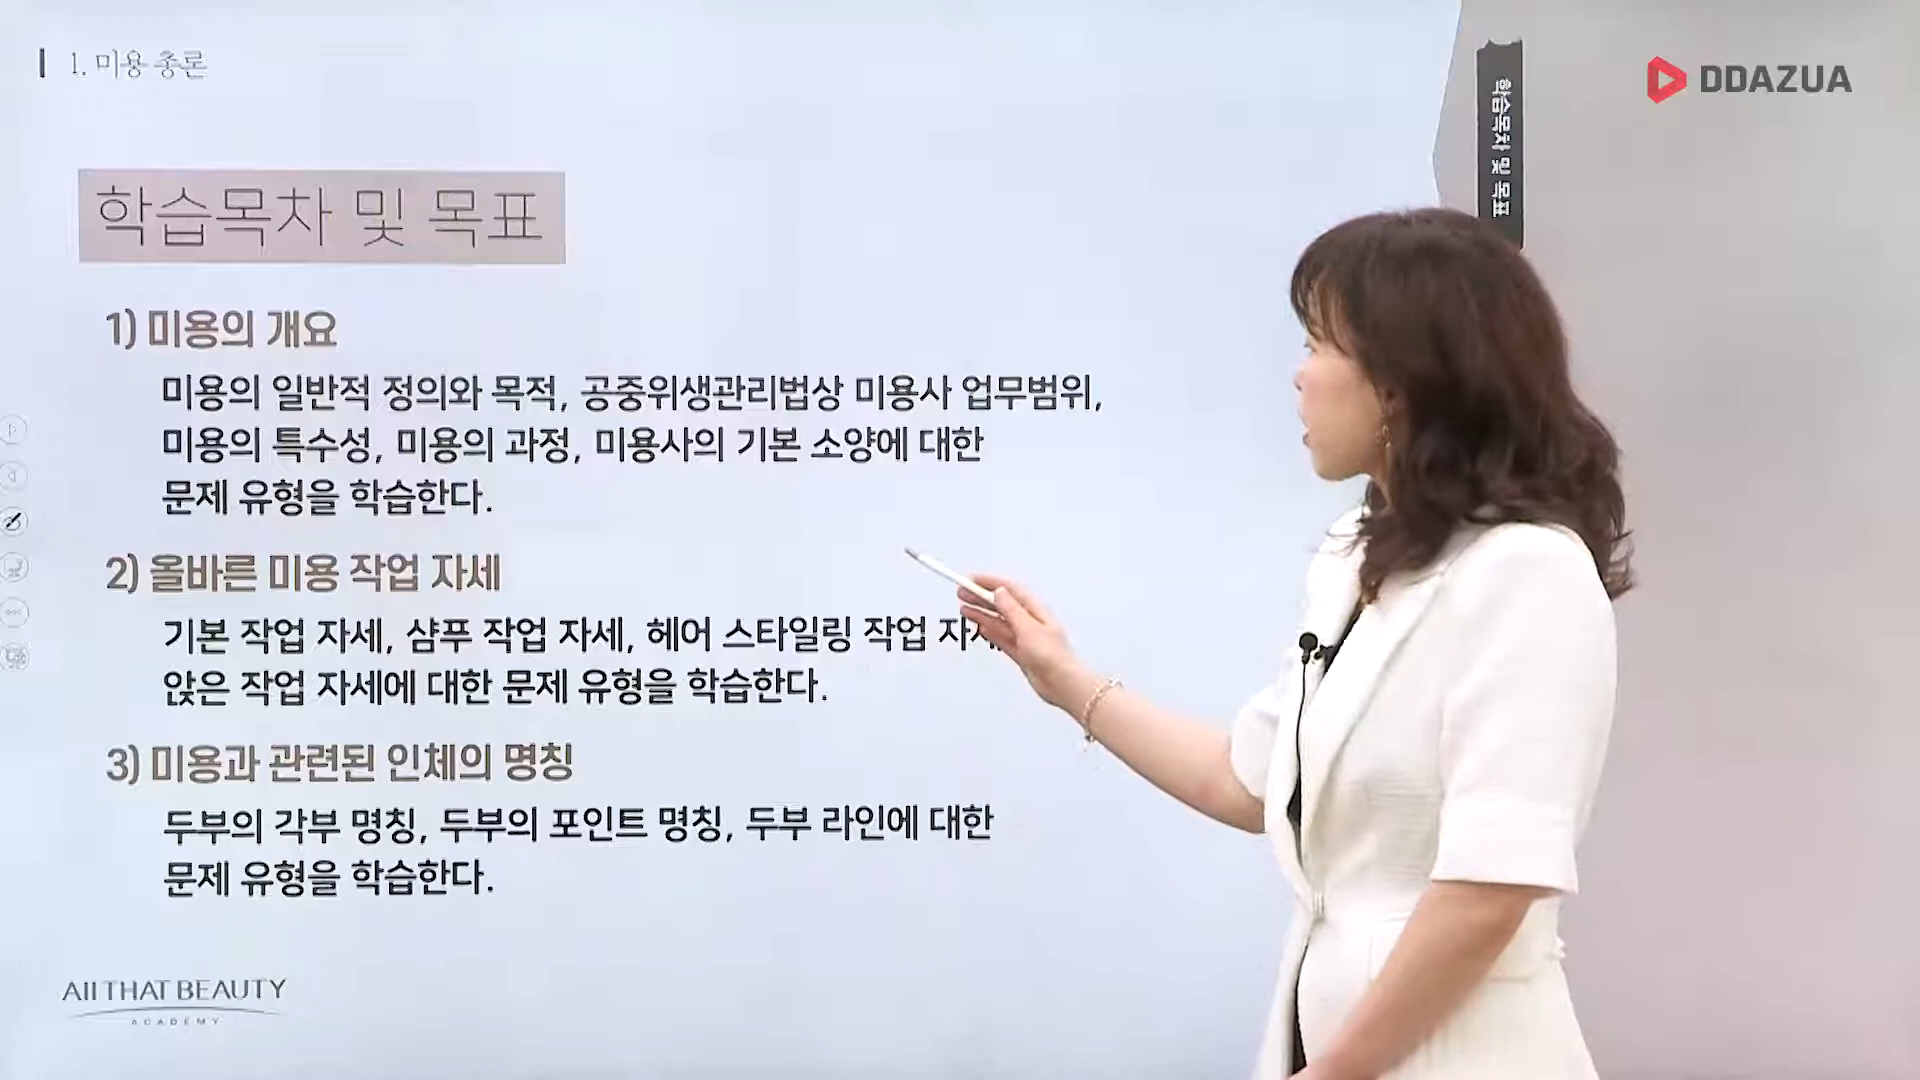 1. 미용 총론
DDAZUA
학습목차 및 목표
학습목차 및 목표
1) 미용의 개요
미용의 일반적 정의와 목적, 공중위생관리법상 미용사 업무범위,
미용의 특수성, 미용의 과정, 미용사의 기본 소양에 대한
문제 유형을 학습한다.
2) 올바른 미용 작업 자세
기본 작업 자세, 샴푸 작업 자세, 헤어 스타일링 작업
앉은 작업 자세에 대한 문제 유형을 학습한다.
3) 미용과 관련된 인체의 명칭
두부의 각부 명칭, 두부의 포인트 명칭, 두부 라인에 대한
문제 유형을 학습한다.
All THAT BEAUTY
ACADEMY